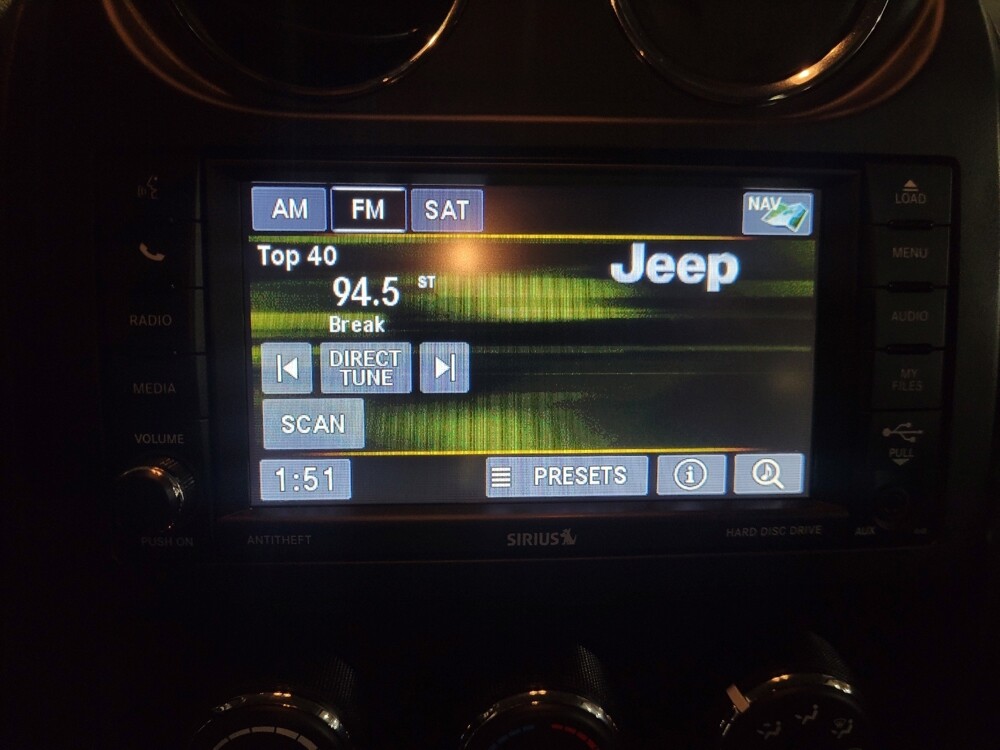 AM FM SAT NAV
Top 40
Jeep
94.5 ST
Break
DIRECT
TUNE
SCAN
1:51 PRESETS
RADIO
MEDIA
VOLUME
PUSH ON
LOAD
MENU
AUDIO
MY
FILES
PULL
ANTITHEFT SIRIUS HARD DISC DRIVE AUX